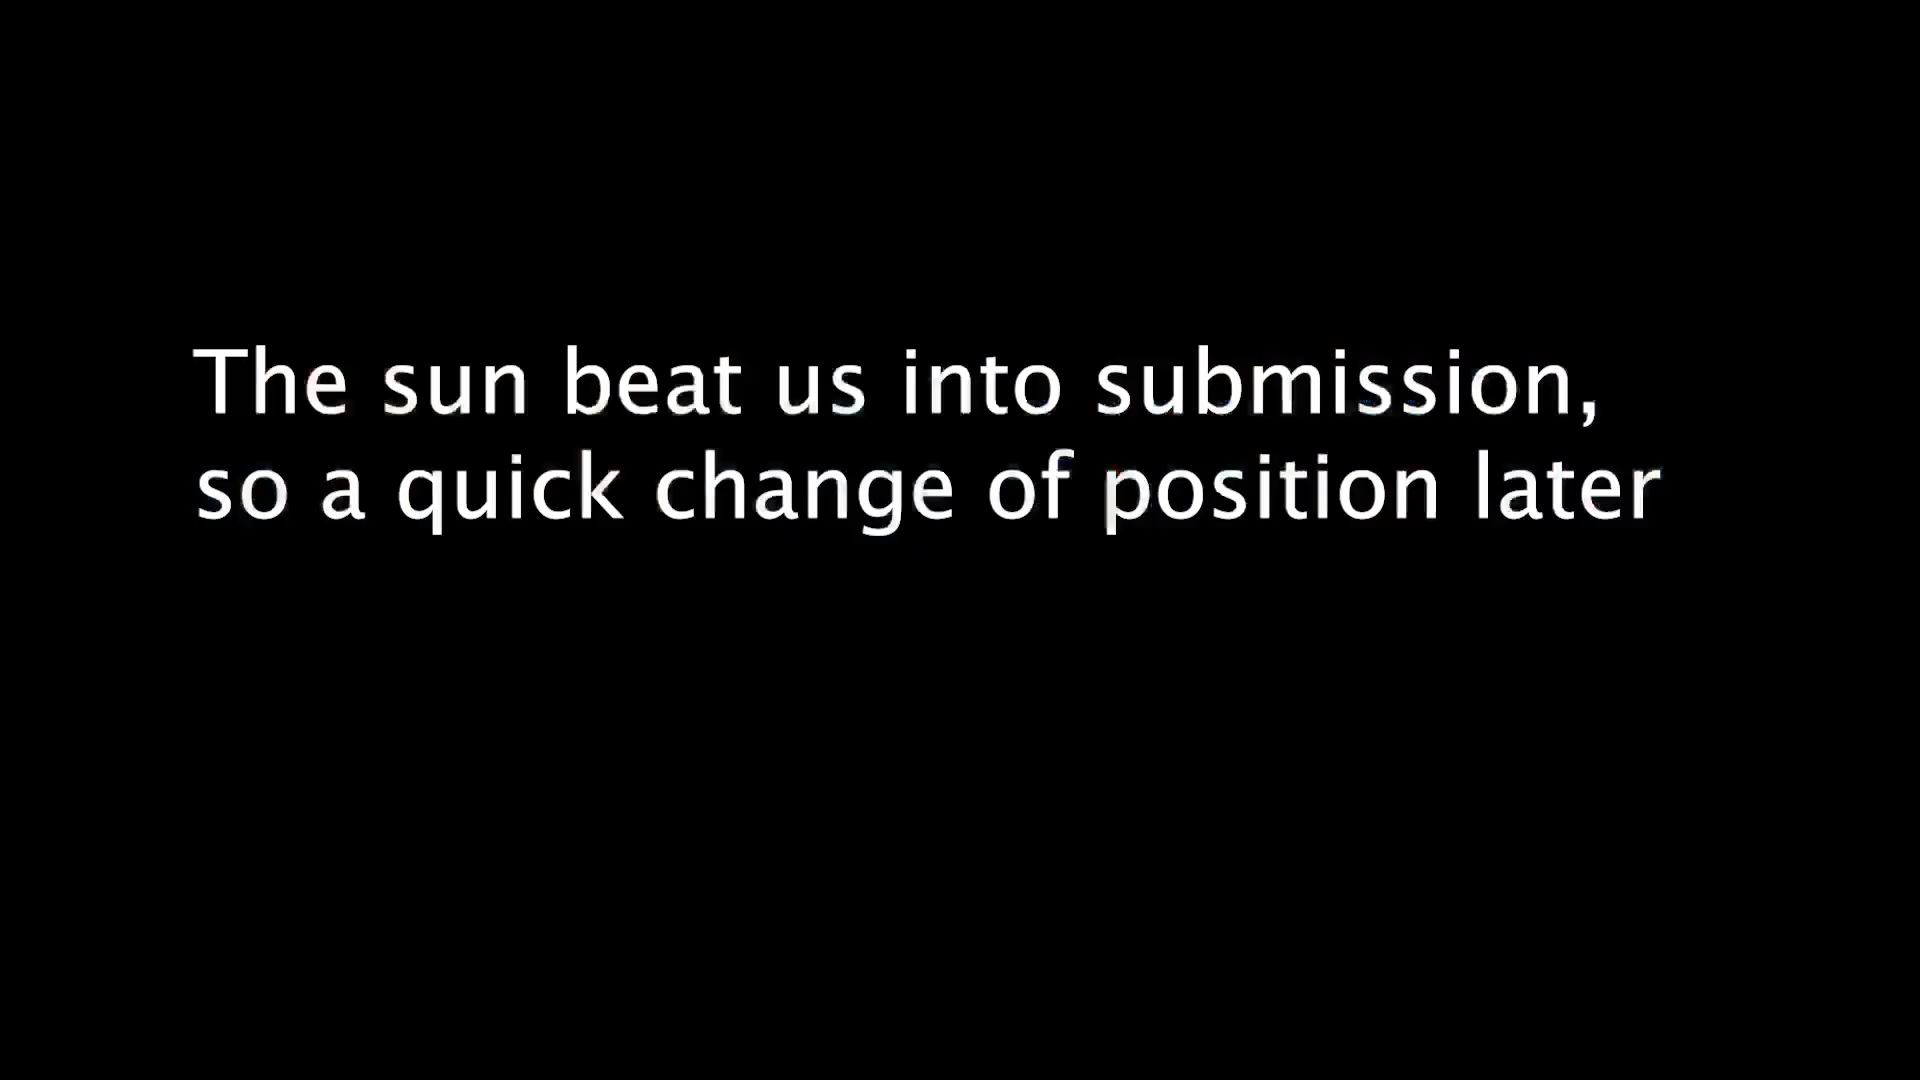 The sun beat us into submission,
so a quick change of position later